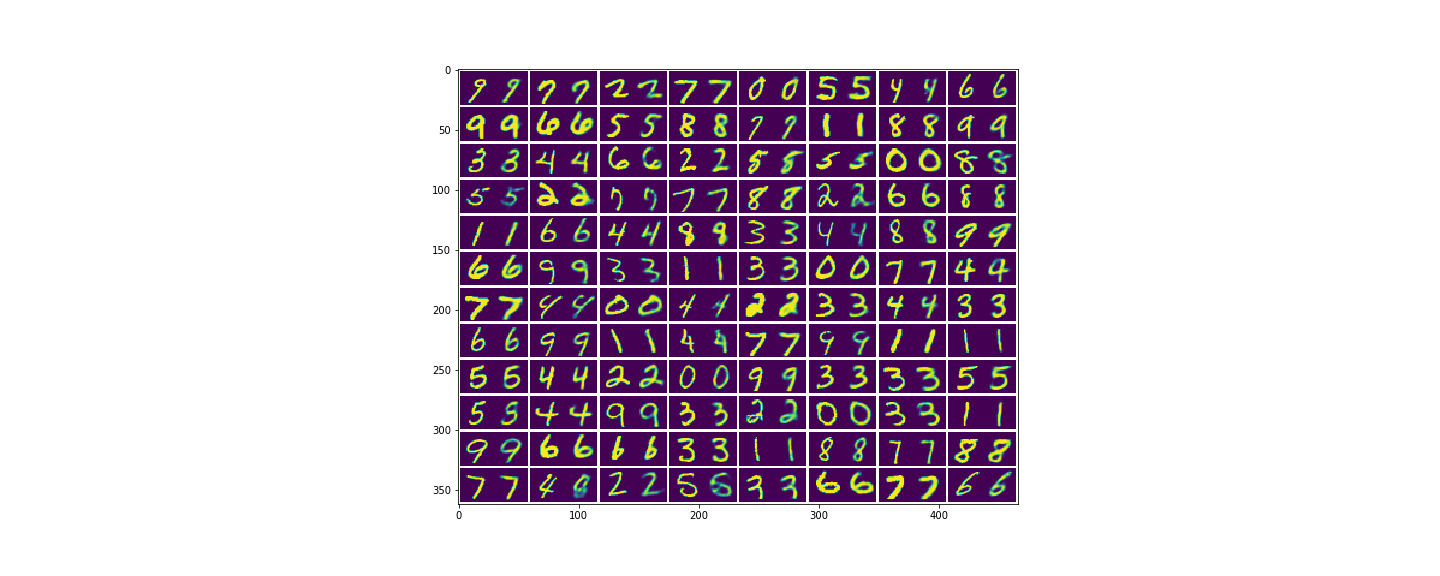 0
9 9 7 7 2 2 7 7 0 0 5 5 4 4 6 6
50 9 9 6 6 5 5 8 8 7 7 1 1 8 8 9 9
3 3 4 4 6 6 2 2 8 8 5 5 0 0 8 8
100 5 5 2 2 7 7 7 7 8 8 2 2 6 6 8 8
1 1 6 6 4 4 8 8 3 3 4 4 8 8 9 9
150
6 6 9 9 3 3 1 1 3 3 0 0 7 7 4 4
200 7 7 4 4 0 0 4 4 2 2 3 3 4 4 3 3
6 6 9 9 1 1 4 4 7 7 9 9 1 1 1 1
250 5 5 4 4 2 2 0 0 9 9 3 3 3 3 5 5
5 5 4 4 9 9 3 3 2 2 0 0 3 3 1 1
300
9 9 6 6 6 6 3 3 1 1 8 8 7 7 8 8
350 7 7 4 2 2 5 5 3 3 6 6 7 7 6 6
0 100 200 300 400